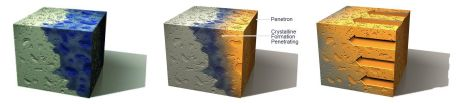 Penetron
Crystalline
Formation
Penetrating